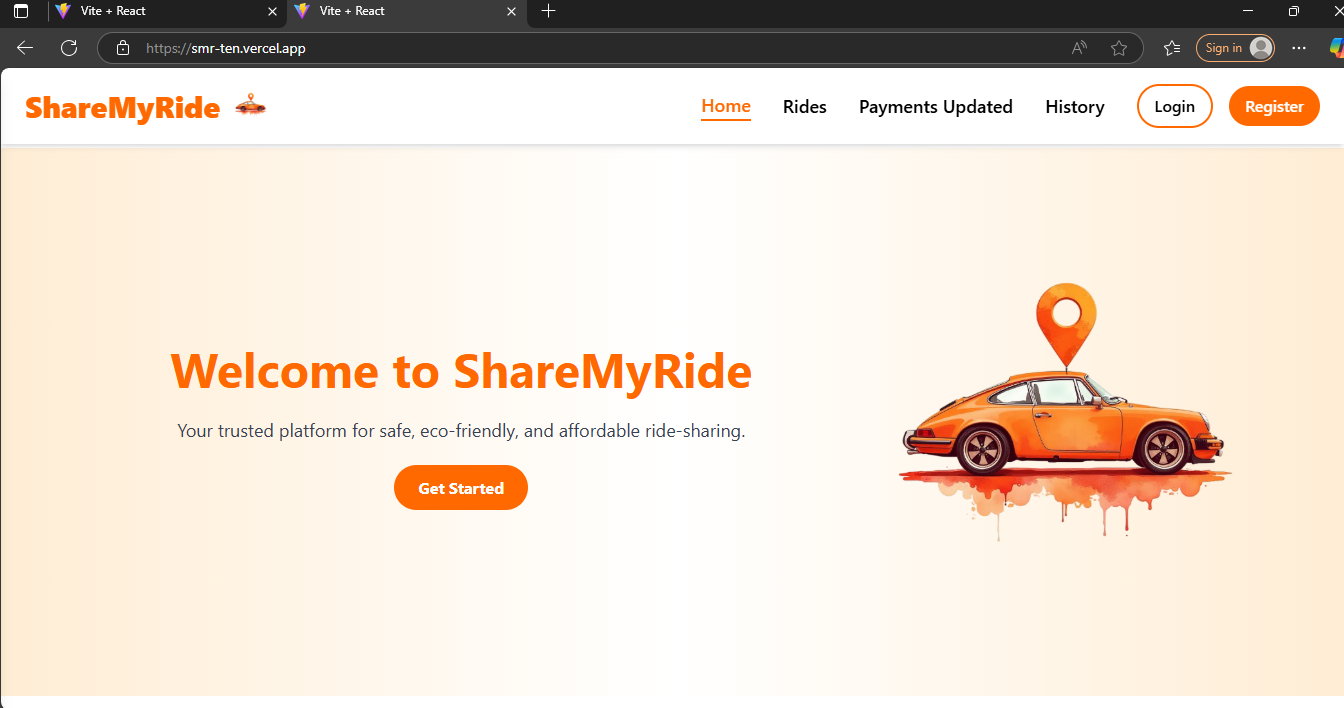 Vite + React
Vite + React
https://smr-ten.vercel.app
Sign in
ShareMyRide
Home Rides Payments Updated History Login Register
Welcome to ShareMyRide
Your trusted platform for safe, eco-friendly, and affordable ride-sharing.
Get Started